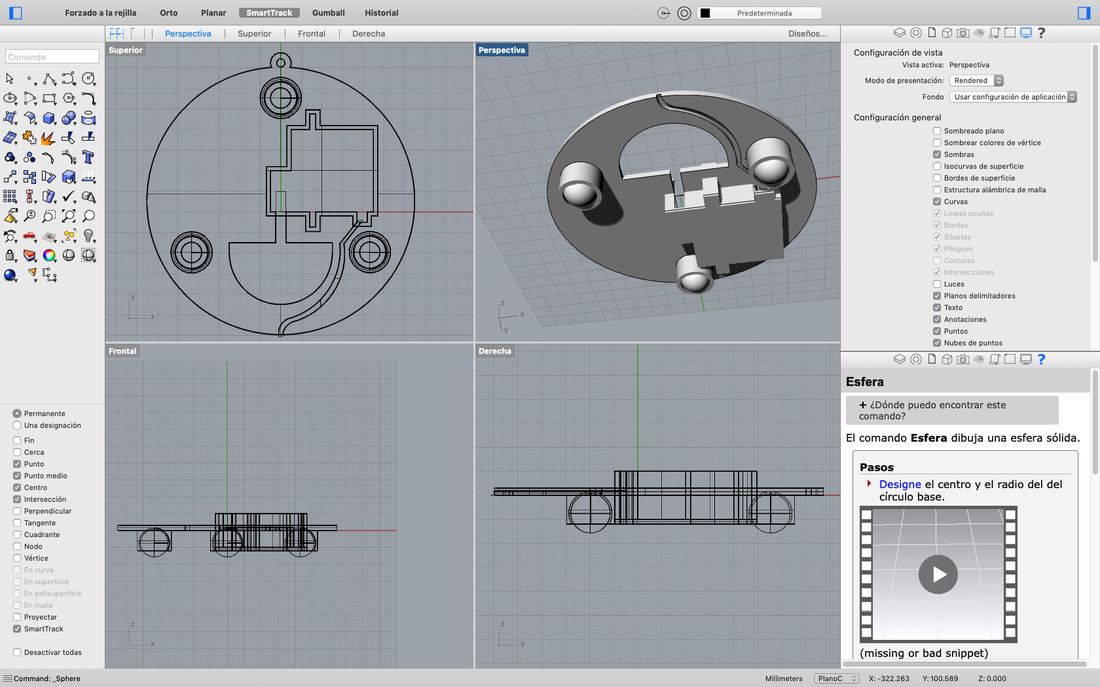 Forzado a la rejilla Orto Planar SmartTrack Gumball Historial Predeterminada
Perspectiva Superior Frontal Derecha Diseños...
Comando
Superior
Perspectiva
Frontal
Derecha
z
x
y
y
x
z
x
z
y
Permanente
Una designación
Fin
Cerca
Punto
Punto medio
Centro
Intersección
Perpendicular
Tangente
Cuadrante
Nodo
Vértice
En curva
En superficie
En polisuperficie
En malla
Proyectar
SmartTrack
Desactivar todas
Configuración de vista
Vista activa: Perspectiva
Modo de presentación: Rendered
Fondo Usar configuración de aplicación
Configuración general
Sombreado plano
Sombrear colores de vértice
Sombras
Isocurvas de superficie
Bordes de superficie
Estructura alámbrica de malla
Curvas
Líneas ocultas
Bordes
Siluetas
Pliegues
Costuras
Intersecciones
Luces
Planos delimitadores
Texto
Anotaciones
Puntos
Nubes de puntos
Esfera
+ ¿Dónde puedo encontrar este
comando?
El comando Esfera dibuja una esfera sólida.
Pasos
Designe el centro y el radio del del
círculo base.
(missing or bad snippet)
Command: _Sphere Millimeters PlanoC X: -322.263 Y: 100.589 Z: 0.000